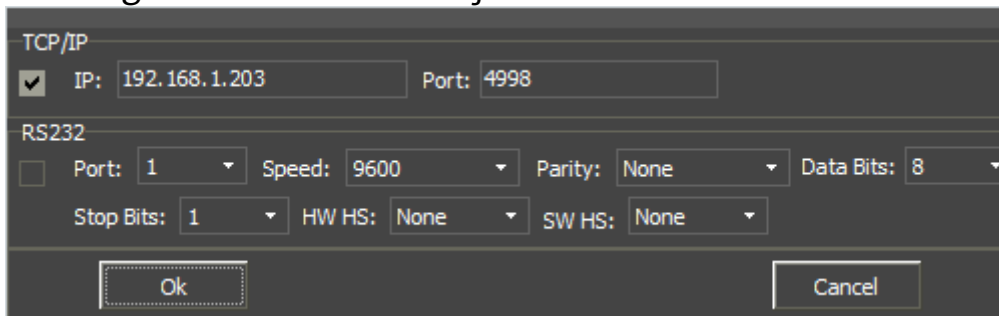 TCP/IP
IP: 192.168.1.203 Port: 4998
RS232
Port: 1 Speed: 9600 Parity: None Data Bits: 8
Stop Bits: 1 HW HS: None SW HS: None
Ok Cancel